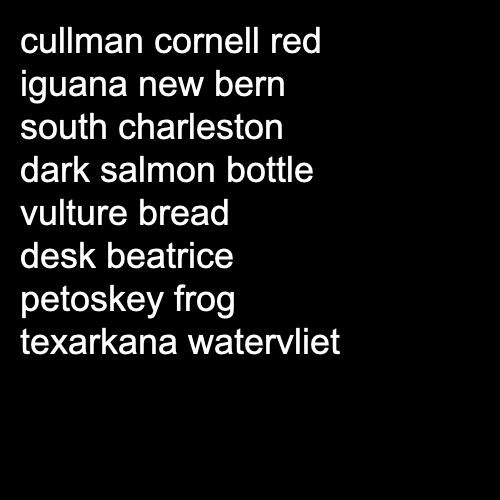 cullman cornell red
iguana new bern
south charleston
dark salmon bottle
vulture bread
desk beatrice
petoskey frog
texarkana watervliet